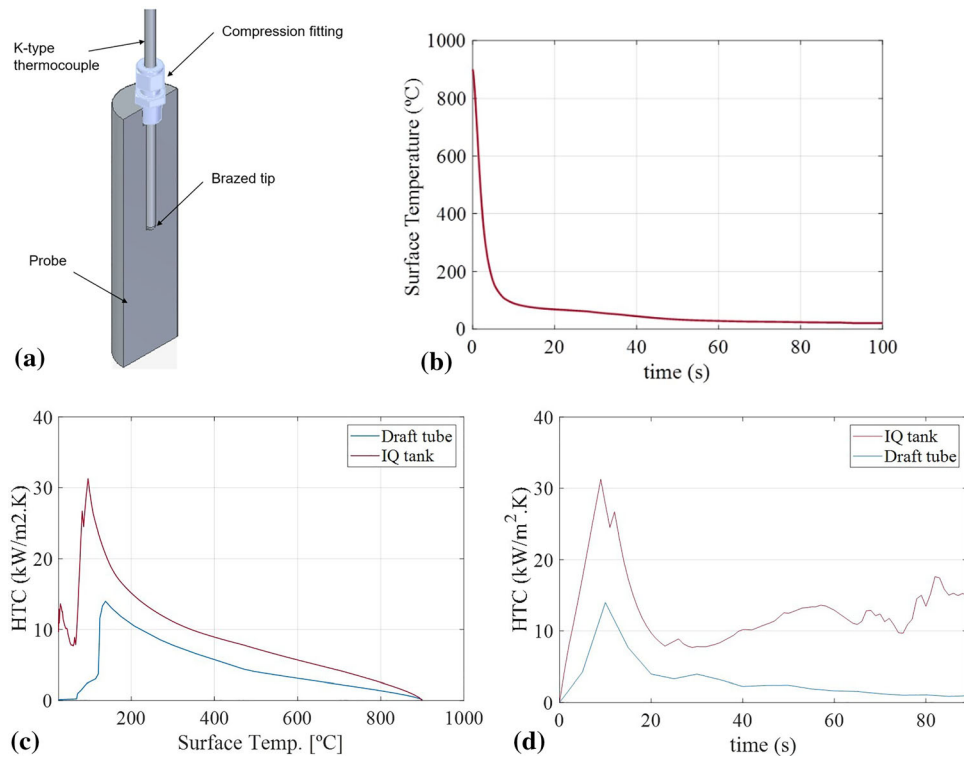 K-type
thermocouple
Compression fitting
Brazed tip
Probe
(a)
1000
800
600
400
200
0
Surface Temperature (ºC)
0 20 40 60 80 100
time (s)
(b)
40
30
20
10
0
HTC (kW/m2.K)
Draft tube
IQ tank
200 400 600 800 1000
Surface Temp. [ºC]
(c)
40
30
20
10
0
HTC (kW/m².K)
IQ tank
Draft tube
0 20 40 60 80
time (s)
(d)